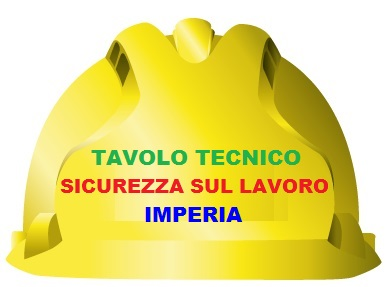 TAVOLO TECNICO
SICUREZZA SUL LAVORO
IMPERIA